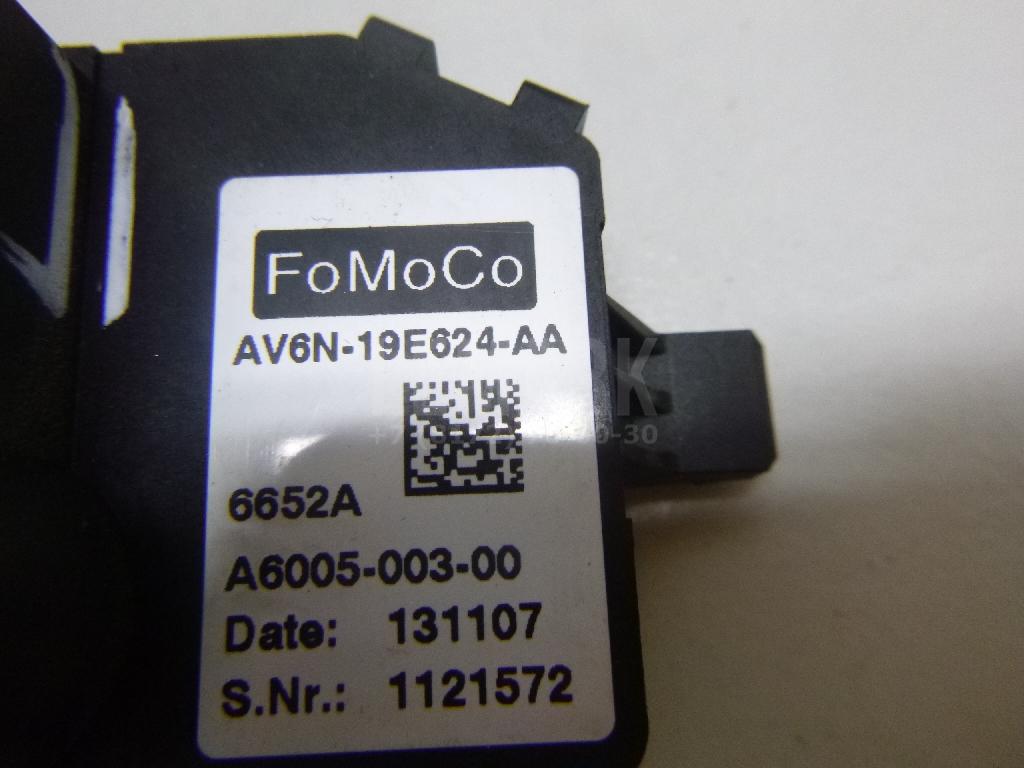 FoMoCo
AV6N-19E624-AA
6652A
A6005-003-00
Date: 131107
S.Nr.: 1121572